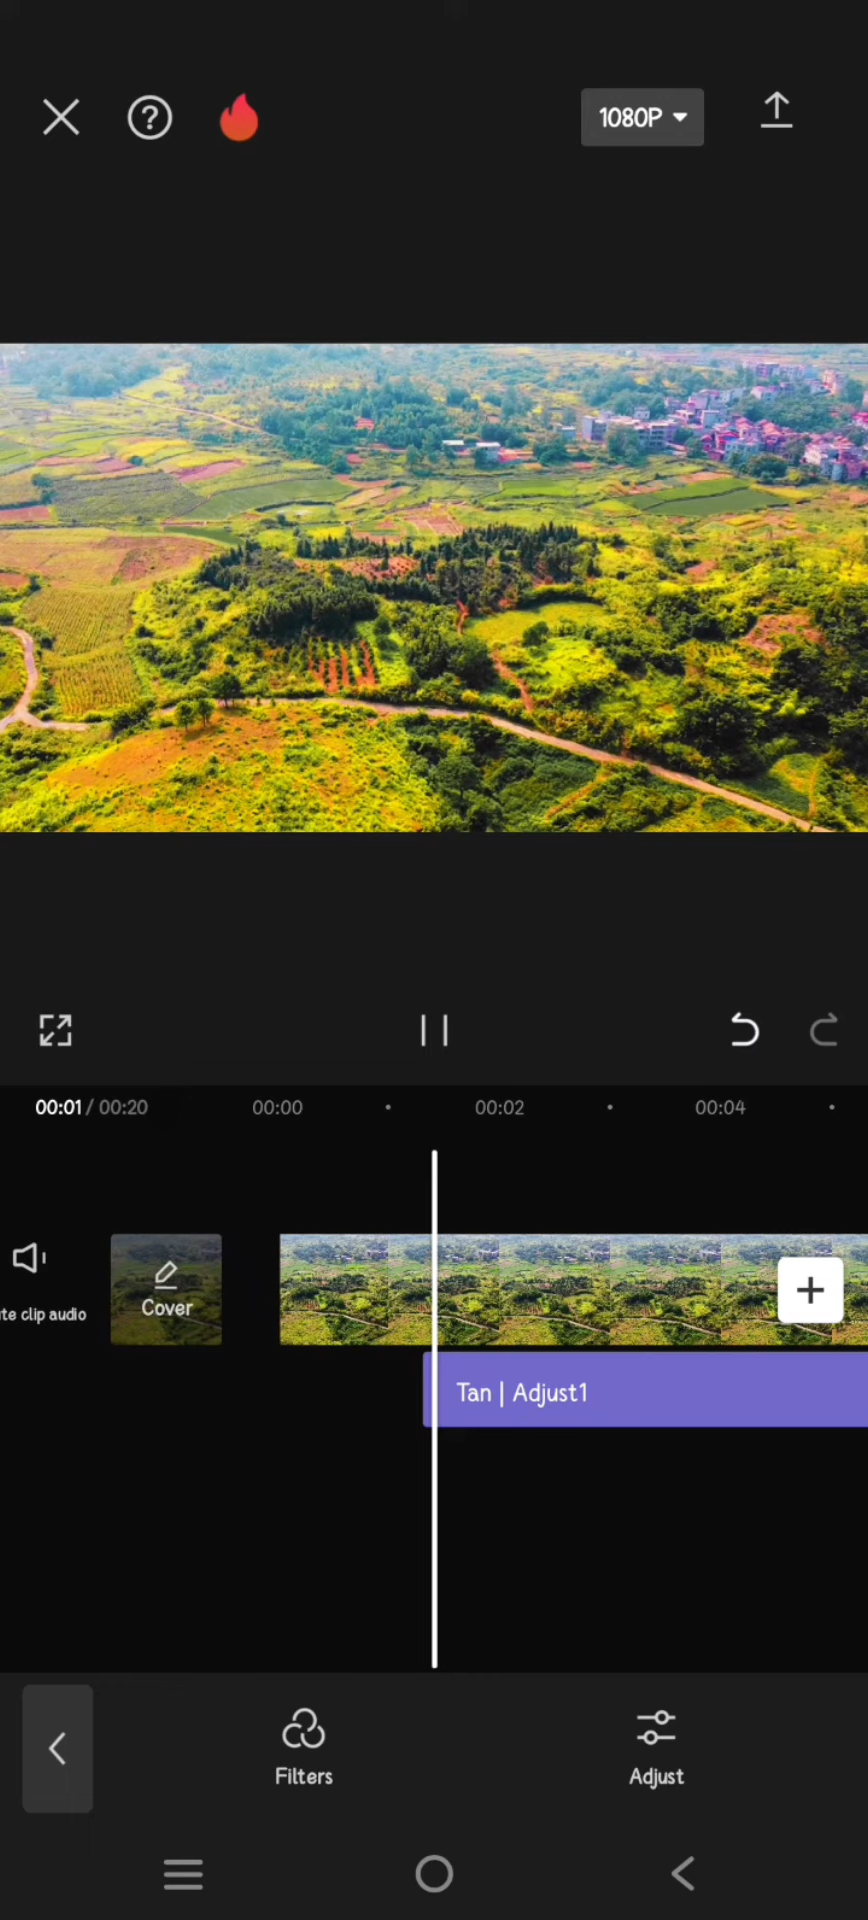 1080P
00:01 / 00:20
00:00
00:02
00:04
te clip audio
Cover
Tan | Adjust1
Filters
Adjust